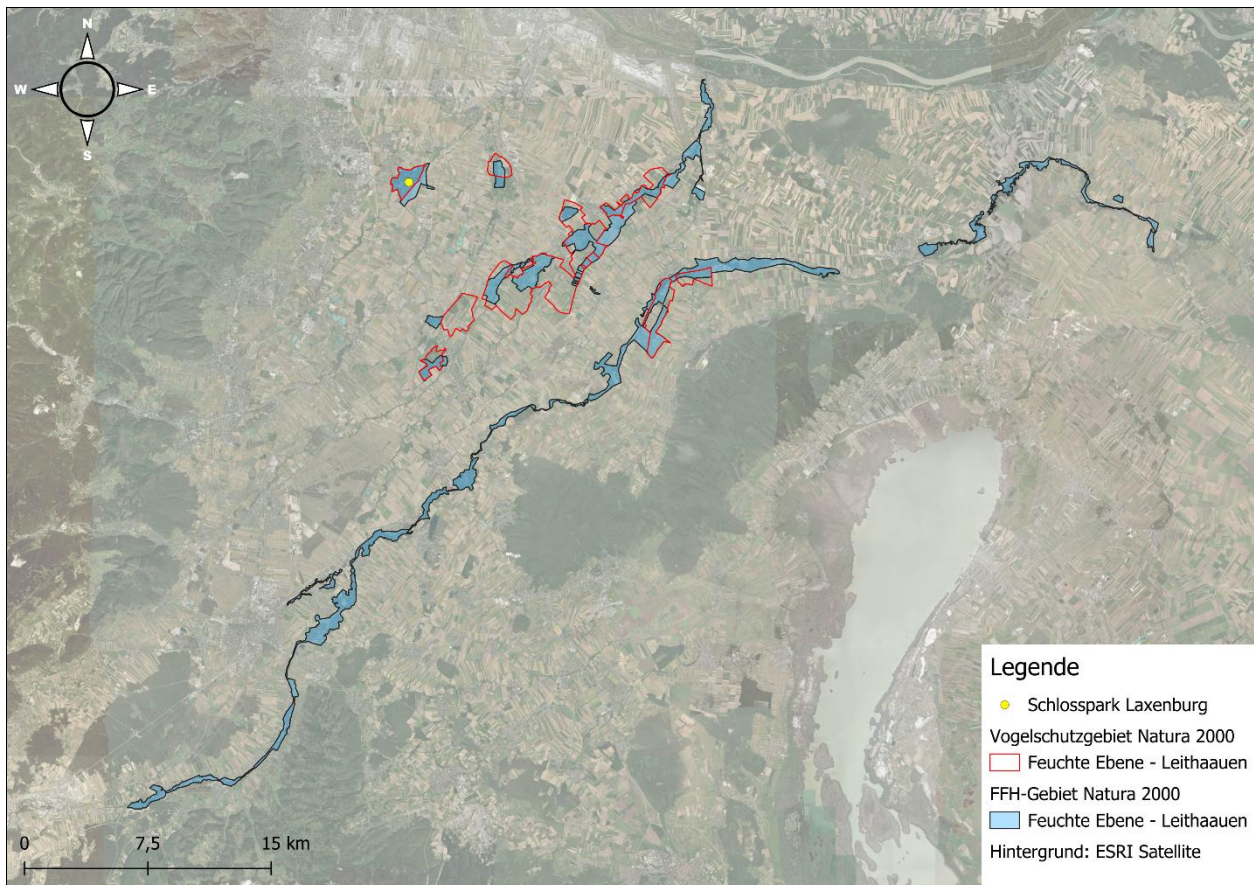 N
W E
S
Legende
Schlosspark Laxenburg
Vogelschutzgebiet Natura 2000
Feuchte Ebene - Leithaauen
FFH-Gebiet Natura 2000
Feuchte Ebene - Leithaauen
Hintergrund: ESRI Satellite
0 7,5 15 km